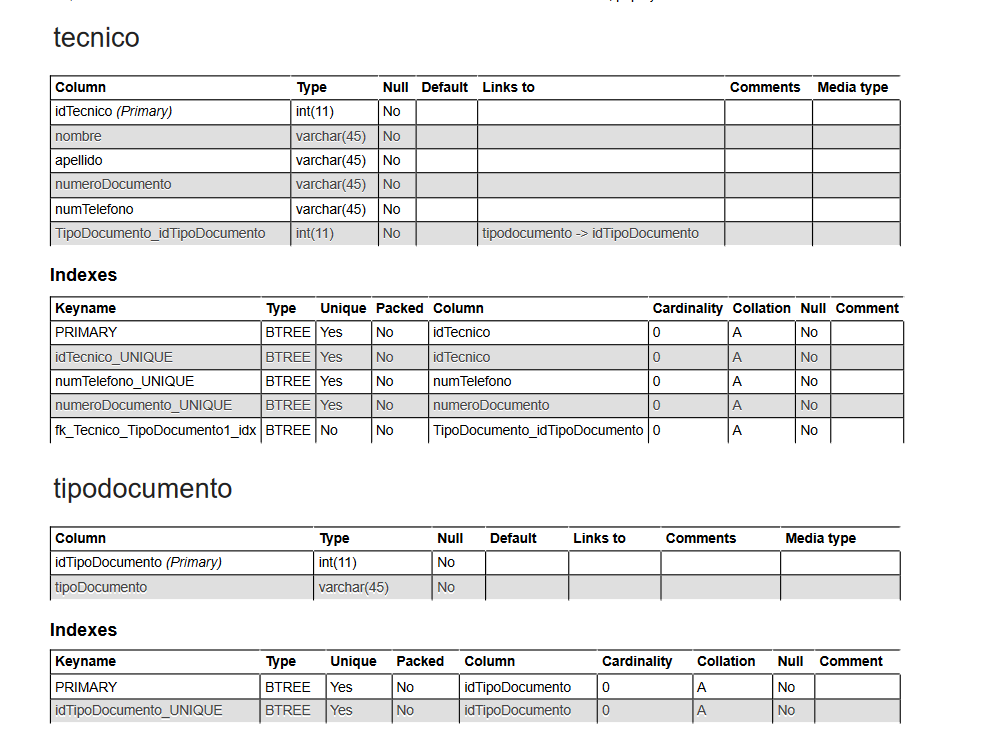 tecnico
Column Type Null Default Links to Comments Media type
idTecnico (Primary) int(11) No
nombre varchar(45) No
apellido varchar(45) No
numeroDocumento varchar(45) No
numTelefono varchar(45) No
TipoDocumento_idTipoDocumento int(11) No tipodocumento -> idTipoDocumento
Indexes
Keyname Type Unique Packed Column Cardinality Collation Null Comment
PRIMARY BTREE Yes No idTecnico 0 A No
idTecnico_UNIQUE BTREE Yes No idTecnico 0 A No
numTelefono_UNIQUE BTREE Yes No numTelefono 0 A No
numeroDocumento_UNIQUE BTREE Yes No numeroDocumento 0 A No
fk_Tecnico_TipoDocumento1_idx BTREE No No TipoDocumento_idTipoDocumento 0 A No
tipodocumento
Column Type Null Default Links to Comments Media type
idTipoDocumento (Primary) int(11) No
tipoDocumento varchar(45) No
Indexes
Keyname Type Unique Packed Column Cardinality Collation Null Comment
PRIMARY BTREE Yes No idTipoDocumento 0 A No
idTipoDocumento_UNIQUE BTREE Yes No idTipoDocumento 0 A No